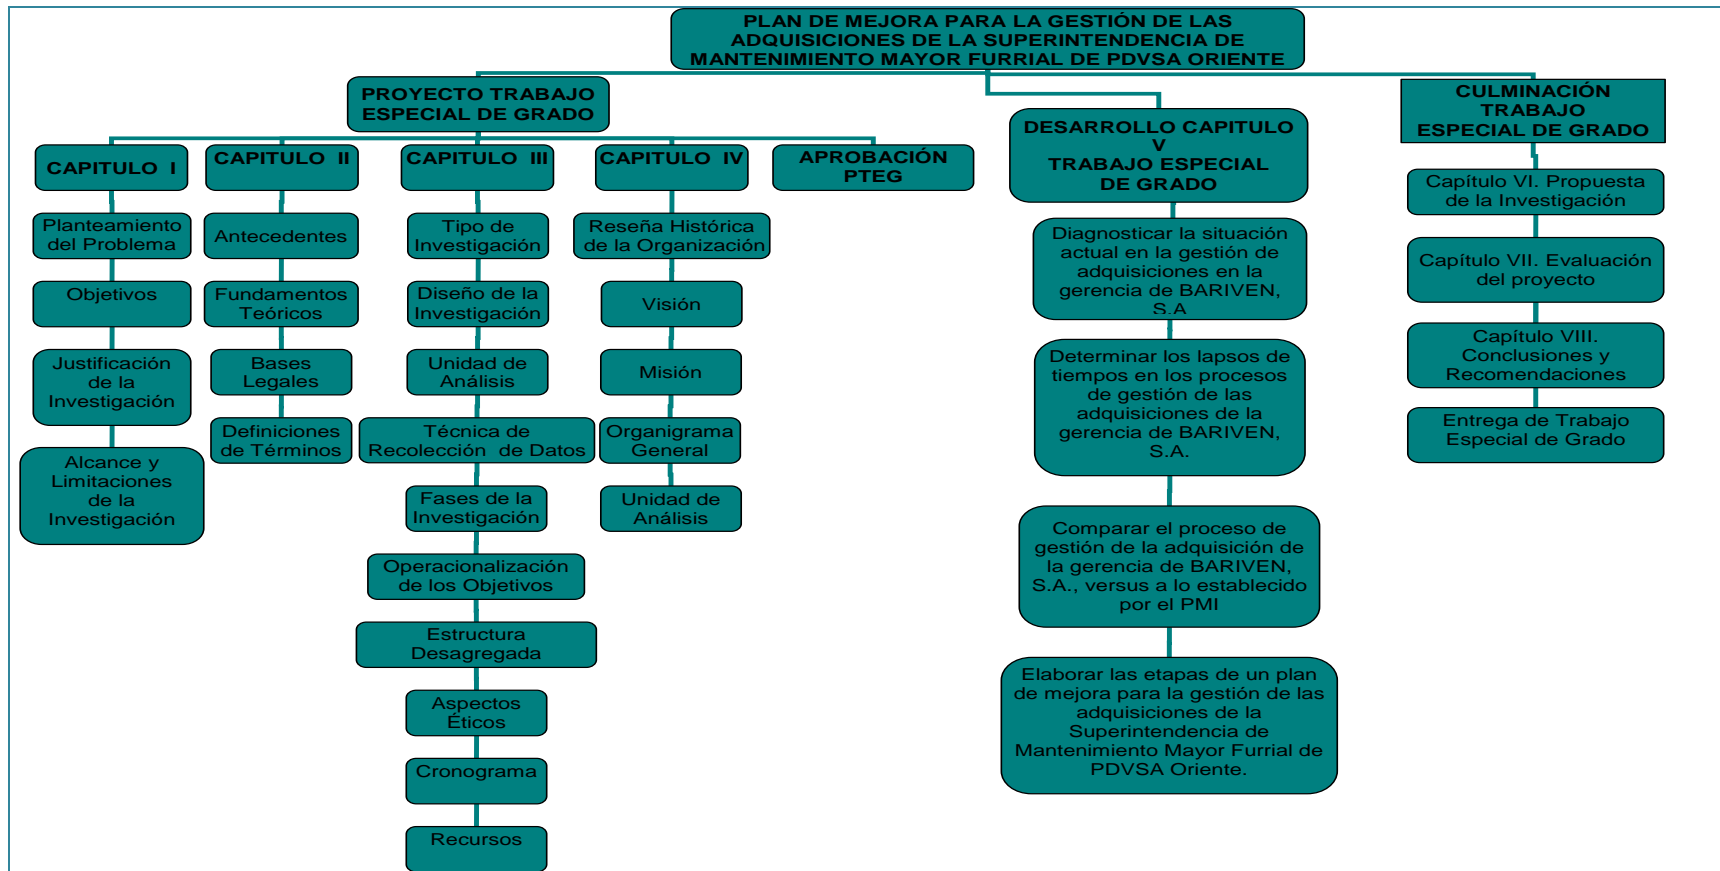 PLAN DE MEJORA PARA LA GESTIÓN DE LAS
ADQUISICIONES DE LA SUPERINTENDENCIA DE
MANTENIMIENTO MAYOR FURRIAL DE PDVSA ORIENTE
PROYECTO TRABAJO
ESPECIAL DE GRADO
CAPITULO I
Planteamiento
del Problema
Objetivos
Justificación
de la
Investigación
Alcance y
Limitaciones
de la
Investigación
CAPITULO II
Antecedentes
Fundamentos
Teóricos
Bases
Legales
Definiciones
de Términos
CAPITULO III
Tipo de
Investigación
Diseño de la
Investigación
Unidad de
Análisis
Técnica de
Recolección de Datos
Fases de la
Investigación
Operacionalización
de los Objetivos
Estructura
Desagregada
Aspectos
Éticos
Cronograma
Recursos
CAPITULO IV
Reseña Histórica
de la Organización
Visión
Misión
Organigrama
General
Unidad de
Análisis
APROBACIÓN
PTEG
DESARROLLO CAPITULO
V
TRABAJO ESPECIAL
DE GRADO
Diagnosticar la situación
actual en la gestión de
adquisiciones en la
gerencia de BARIVEN,
S.A
Determinar los lapsos de
tiempos en los procesos
de gestión de las
adquisiciones de la
gerencia de BARIVEN,
S.A.
Comparar el proceso de
gestión de la adquisición de
la gerencia de BARIVEN,
S.A., versus a lo establecido
por el PMI
Elaborar las etapas de un plan
de mejora para la gestión de las
adquisiciones de la
Superintendencia de
Mantenimiento Mayor Furrial de
PDVSA Oriente.
CULMINACIÓN
TRABAJO
ESPECIAL DE GRADO
Capítulo VI. Propuesta
de la Investigación
Capítulo VII. Evaluación
del proyecto
Capítulo VIII.
Conclusiones y
Recomendaciones
Entrega de Trabajo
Especial de Grado